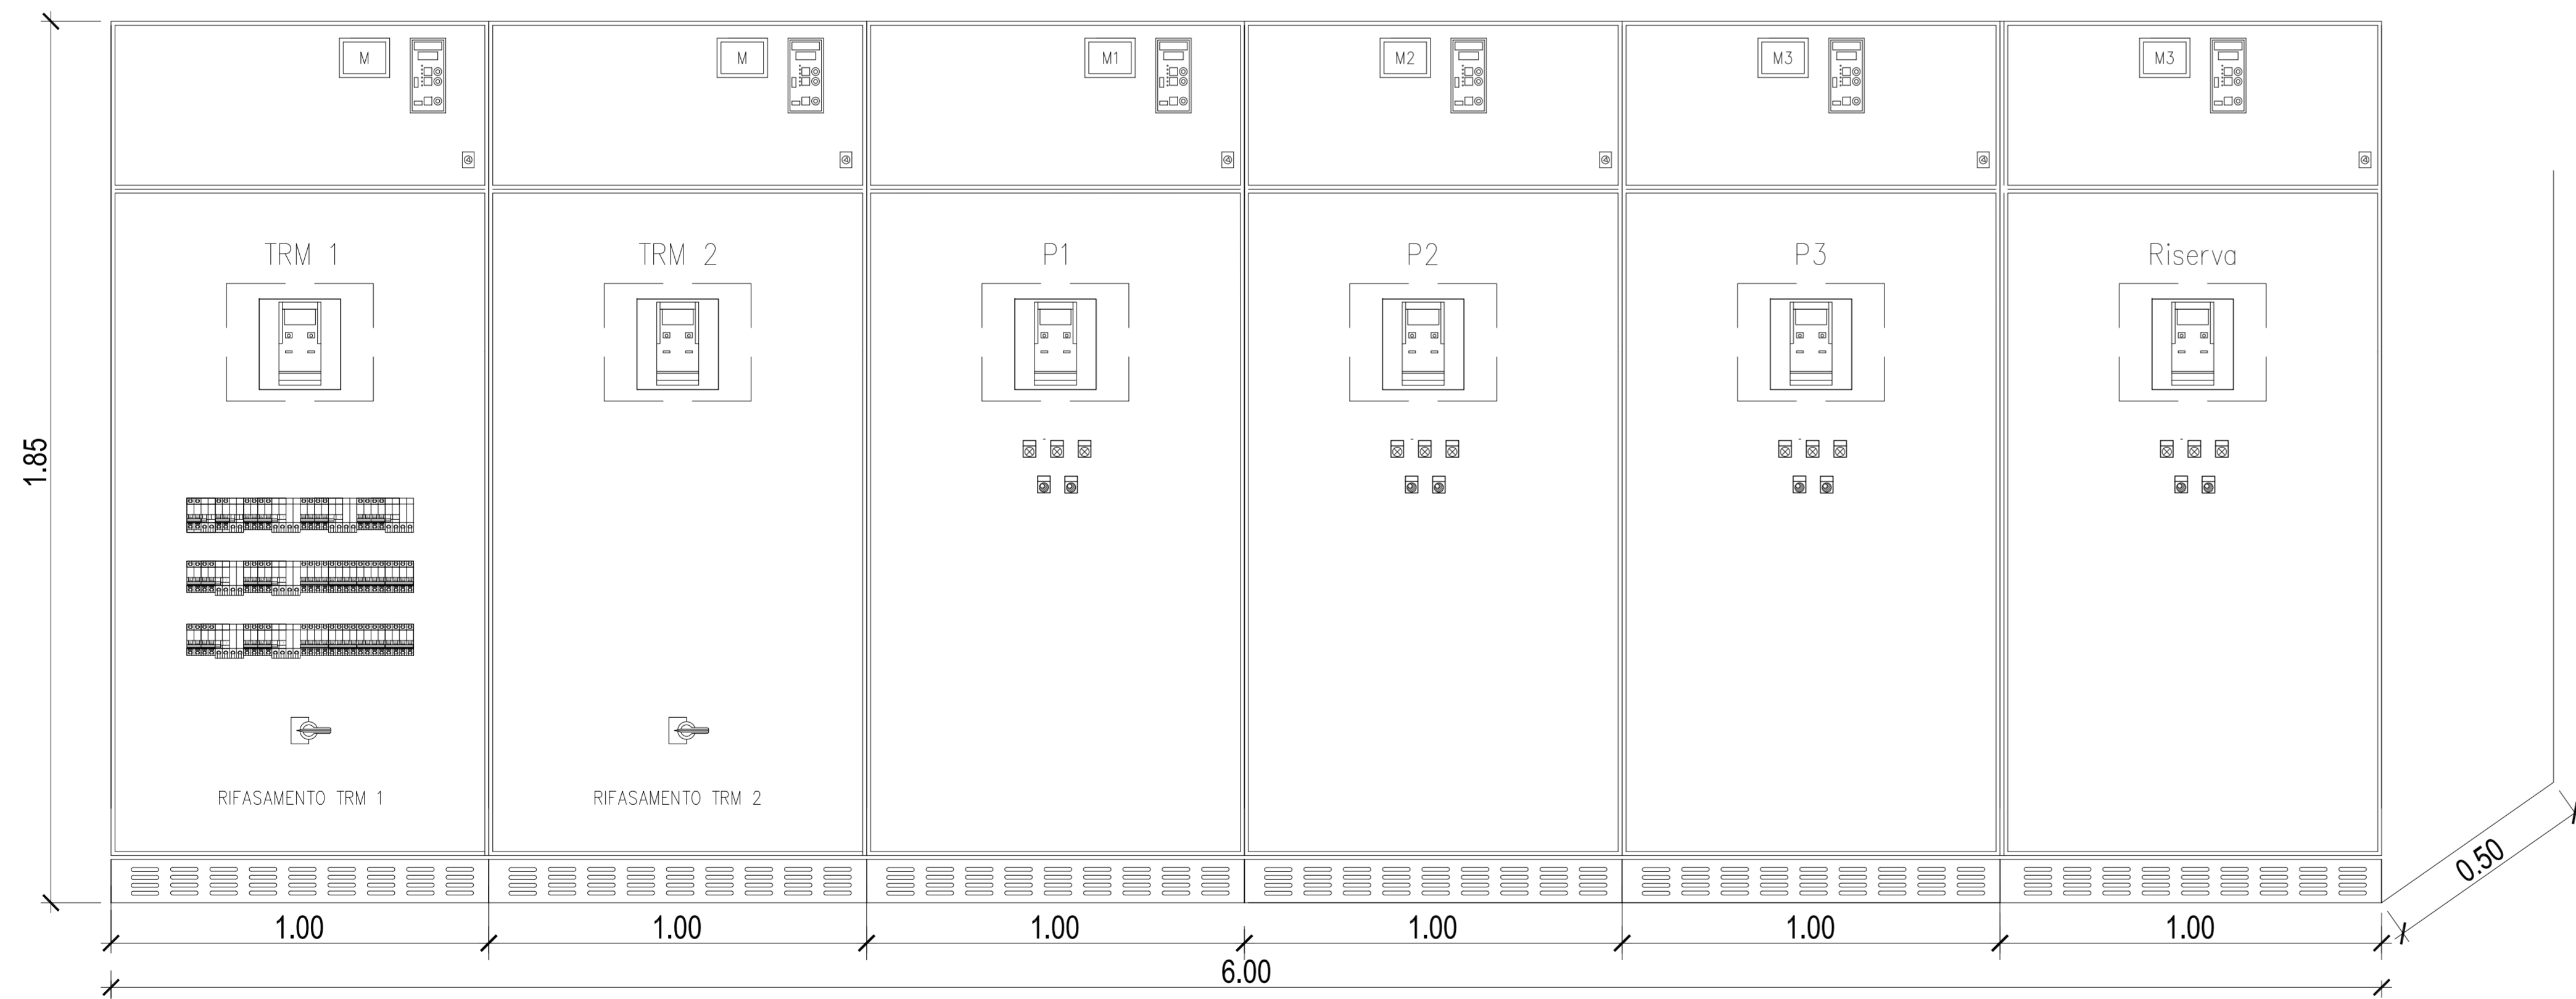 M
M
M1
M2
M3
M3
TRM 1
TRM 2
P1
P2
P3
Riserva
1.85
RIFASAMENTO TRM 1
RIFASAMENTO TRM 2
0.50
1.00
1.00
1.00
1.00
1.00
1.00
6.00